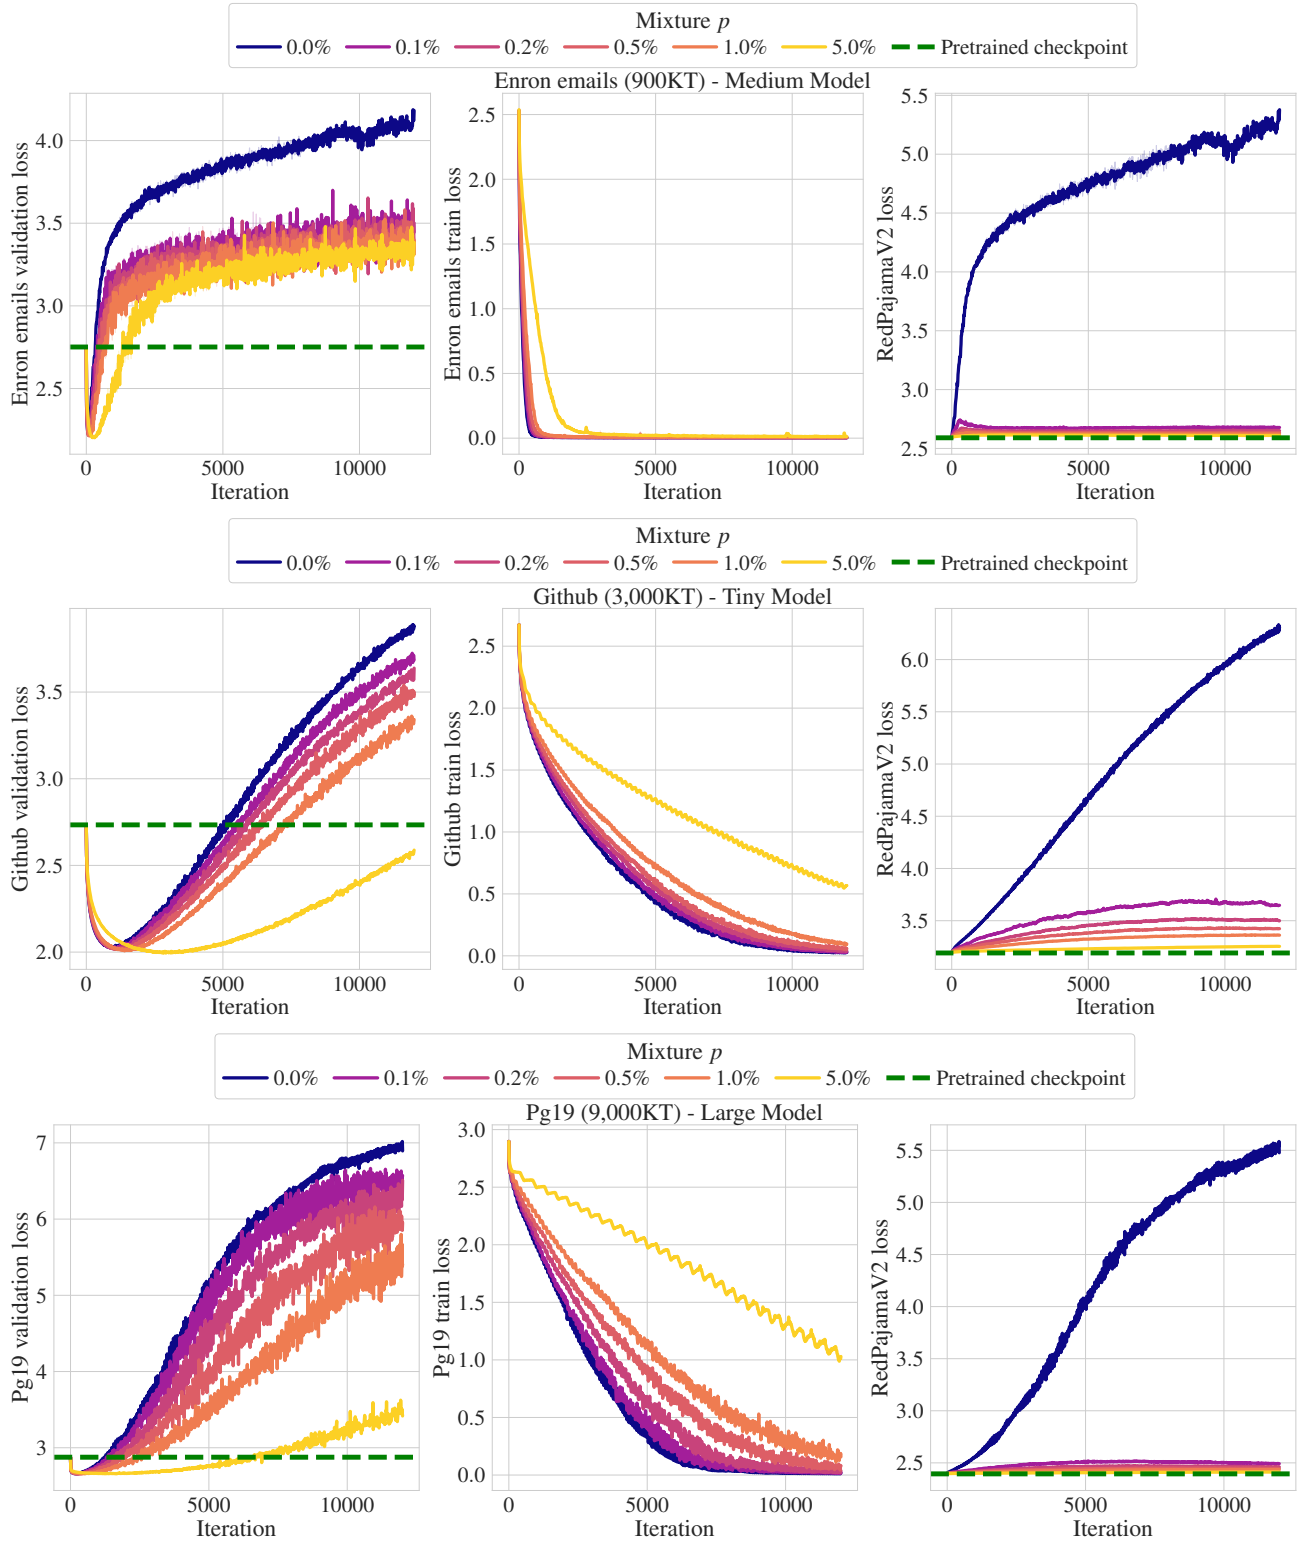 Mixture p
0.0% 0.1% 0.2% 0.5% 1.0% 5.0% Pretrained checkpoint
Enron emails (900KT) - Medium Model
Enron emails validation loss
4.0
3.5
3.0
2.5
0 5000 10000
Iteration
Enron emails train loss
2.5
2.0
1.5
1.0
0.5
0.0
0 5000 10000
Iteration
RedPajamaV2 loss
5.5
5.0
4.5
4.0
3.5
3.0
2.5
0 5000 10000
Iteration
Mixture p
0.0% 0.1% 0.2% 0.5% 1.0% 5.0% Pretrained checkpoint
Github (3,000KT) - Tiny Model
Github validation loss
3.5
3.0
2.5
2.0
0 5000 10000
Iteration
Github train loss
2.5
2.0
1.5
1.0
0.5
0.0
0 5000 10000
Iteration
RedPajamaV2 loss
6.0
5.5
5.0
4.5
4.0
3.5
0 5000 10000
Iteration
Mixture p
0.0% 0.1% 0.2% 0.5% 1.0% 5.0% Pretrained checkpoint
Pg19 (9,000KT) - Large Model
Pg19 validation loss
7
6
5
4
3
0 5000 10000
Iteration
Pg19 train loss
3.0
2.5
2.0
1.5
1.0
0.5
0.0
0 5000 10000
Iteration
RedPajamaV2 loss
5.5
5.0
4.5
4.0
3.5
3.0
2.5
0 5000 10000
Iteration